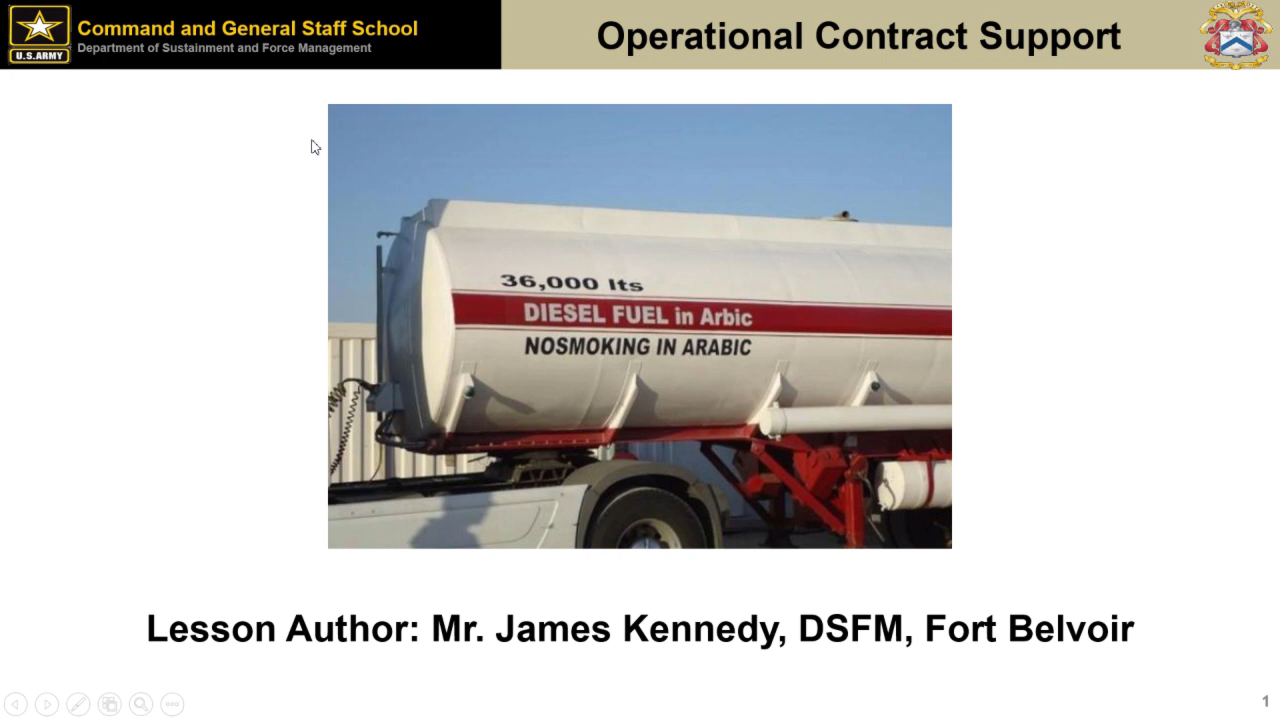 U.S.ARMY
Command and General Staff School
Department of Sustainment and Force Management
Operational Contract Support
36,000 lts
DIESEL FUEL in Arbic
NOSMOKING IN ARABIC
Lesson Author: Mr. James Kennedy, DSFM, Fort Belvoir
1